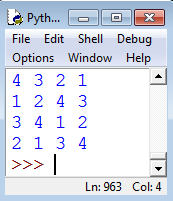 Pyth...
File Edit Shell Debug
Options Window Help
4 3 2 1
1 2 4 3
3 4 1 2
2 1 3 4
>>>
Ln: 963 Col: 4